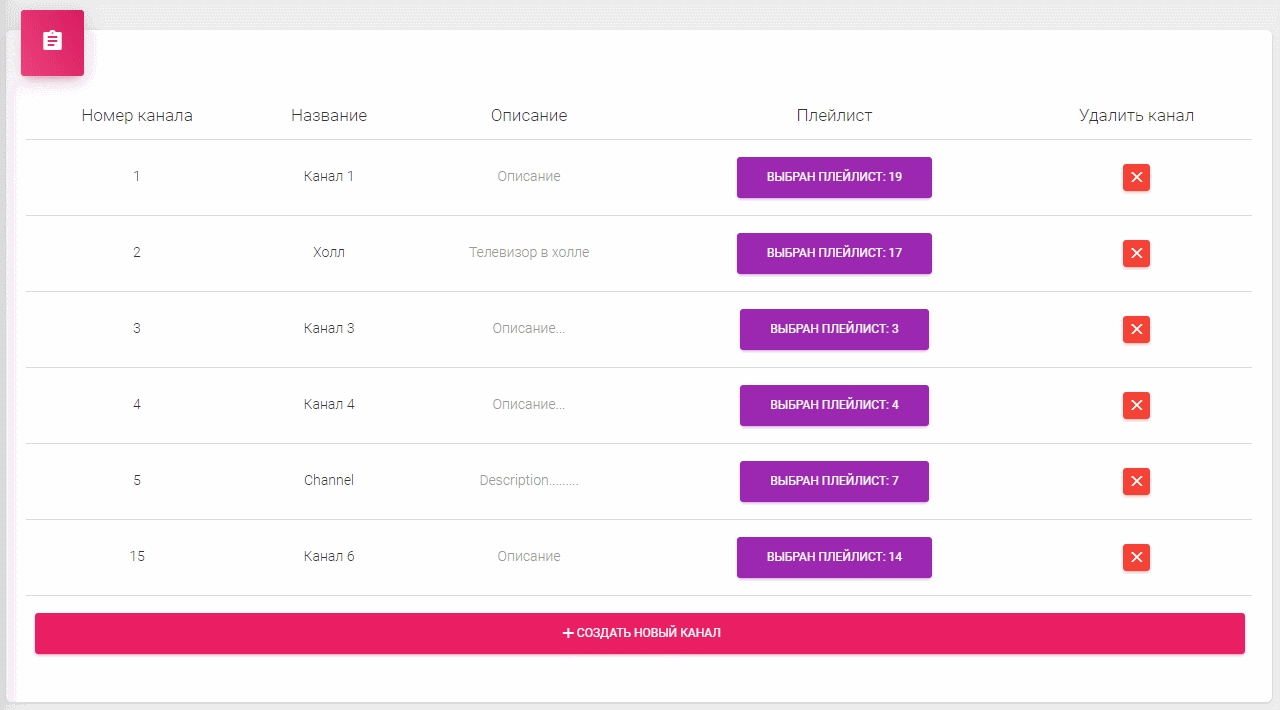 Номер канала Название Описание Плейлист Удалить канал
1 Канал 1 Описание ВЫБРАН ПЛЕЙЛИСТ: 19
2 Холл Телевизор в холле ВЫБРАН ПЛЕЙЛИСТ: 17
3 Канал 3 Описание... ВЫБРАН ПЛЕЙЛИСТ: 3
4 Канал 4 Описание... ВЫБРАН ПЛЕЙЛИСТ: 4
5 Channel Description......... ВЫБРАН ПЛЕЙЛИСТ: 7
15 Канал 6 Описание ВЫБРАН ПЛЕЙЛИСТ: 14
+ СОЗДАТЬ НОВЫЙ КАНАЛ